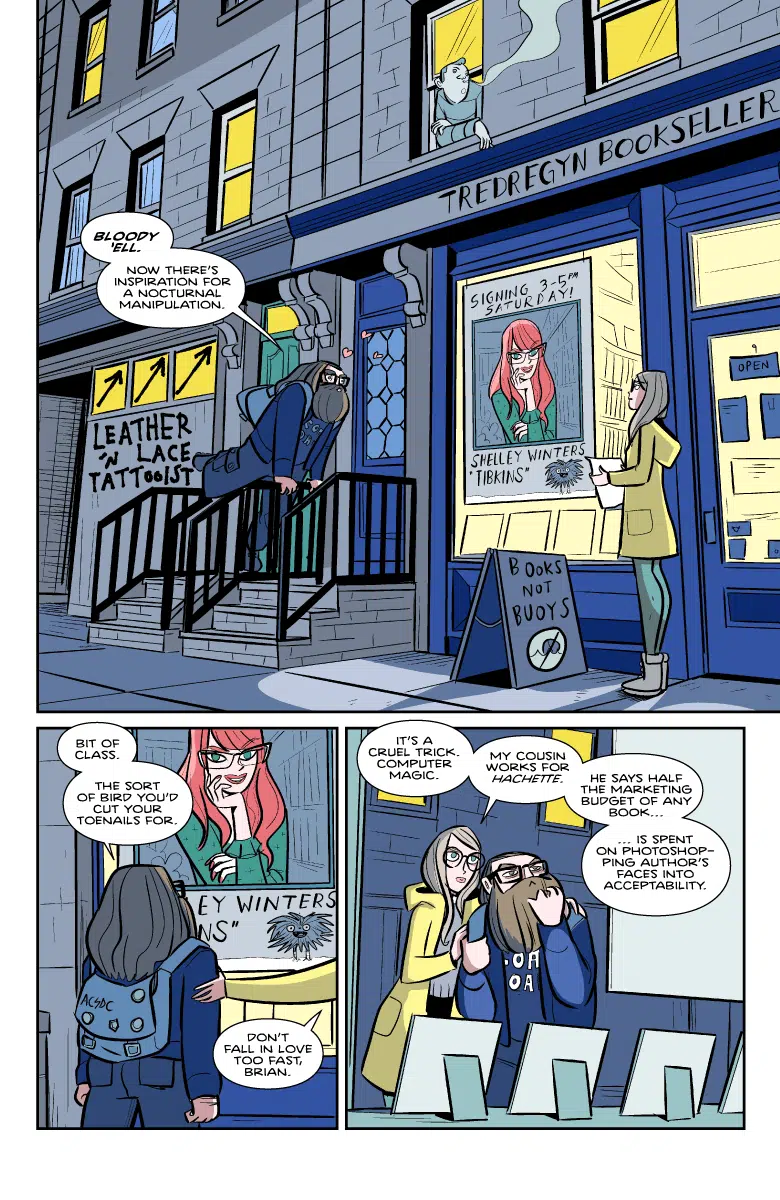 TREDREGYN BOOKSELLER
BLOODY
'ELL.
NOW THERE'S
INSPIRATION FOR
A NOCTURNAL
MANIPULATION.
SIGNING 3-5PM
SATURDAY!
OPEN
LEATHER
'N LACE
TATTOOIST
SHELLEY WINTERS
"TIBKINS"
BOOKS
NOT
BUOYS
BIT OF
CLASS.
THE SORT
OF BIRD YOU'D
CUT YOUR
TOENAILS FOR.
EY WINTERS
NS"
ACSDC
DON'T
FALL IN LOVE
TOO FAST,
BRIAN.
IT'S A
CRUEL TRICK.
COMPUTER
MAGIC.
MY COUSIN
WORKS FOR
HACHETTE.
HE SAYS HALF
THE MARKETING
BUDGET OF ANY
BOOK...
... IS SPENT
ON PHOTOSHOP-
PING AUTHOR'S
FACES INTO
ACCEPTABILITY.
OA